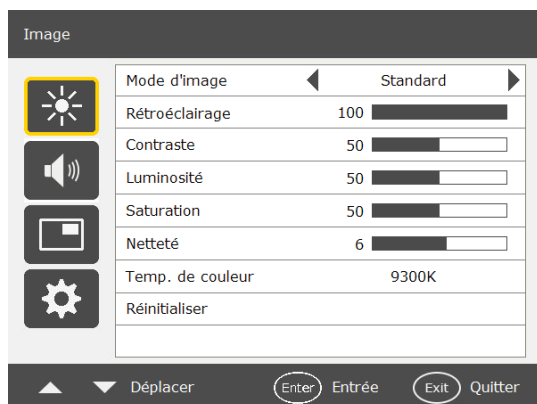 Image
Mode d'image Standard
Rétroéclairage 100
Contraste 50
Luminosité 50
Saturation 50
Netteté 6
Temp. de couleur 9300K
Réinitialiser
Déplacer Enter Entrée Exit Quitter